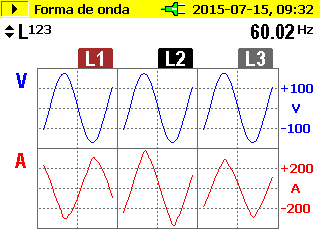 Forma de onda 2015-07-15, 09:32
L123 60.02 Hz
L1 L2 L3
V +100
V
-100
A +200
A
-200